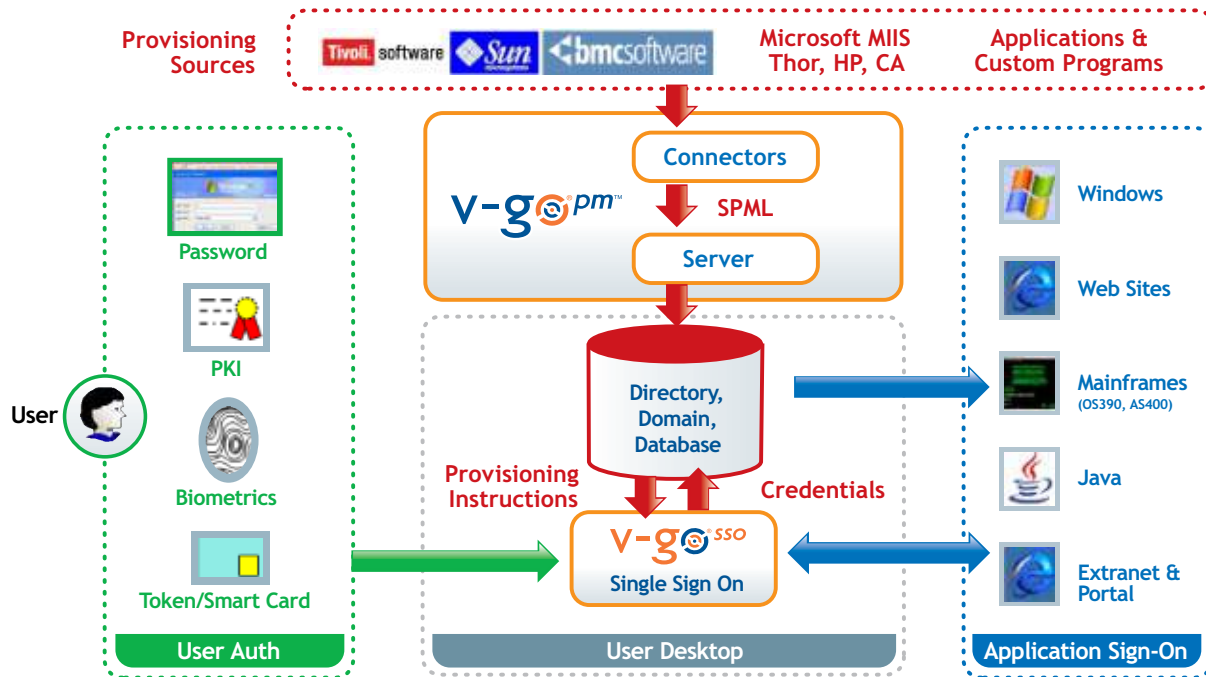 Provisioning
Sources
Tivoli. software
Sun
microsystems
bmcsoftware
Microsoft MIIS
Thor, HP, CA
Applications &
Custom Programs
v-go® pm™
Connectors
SPML
Server
User
Password
PKI
Biometrics
Token/Smart Card
User Auth
Directory,
Domain,
Database
Provisioning
Instructions
Credentials
v-go® sso
Single Sign On
User Desktop
Windows
Web Sites
Mainframes
(OS390, AS400)
Java
Extranet &
Portal
Application Sign-On